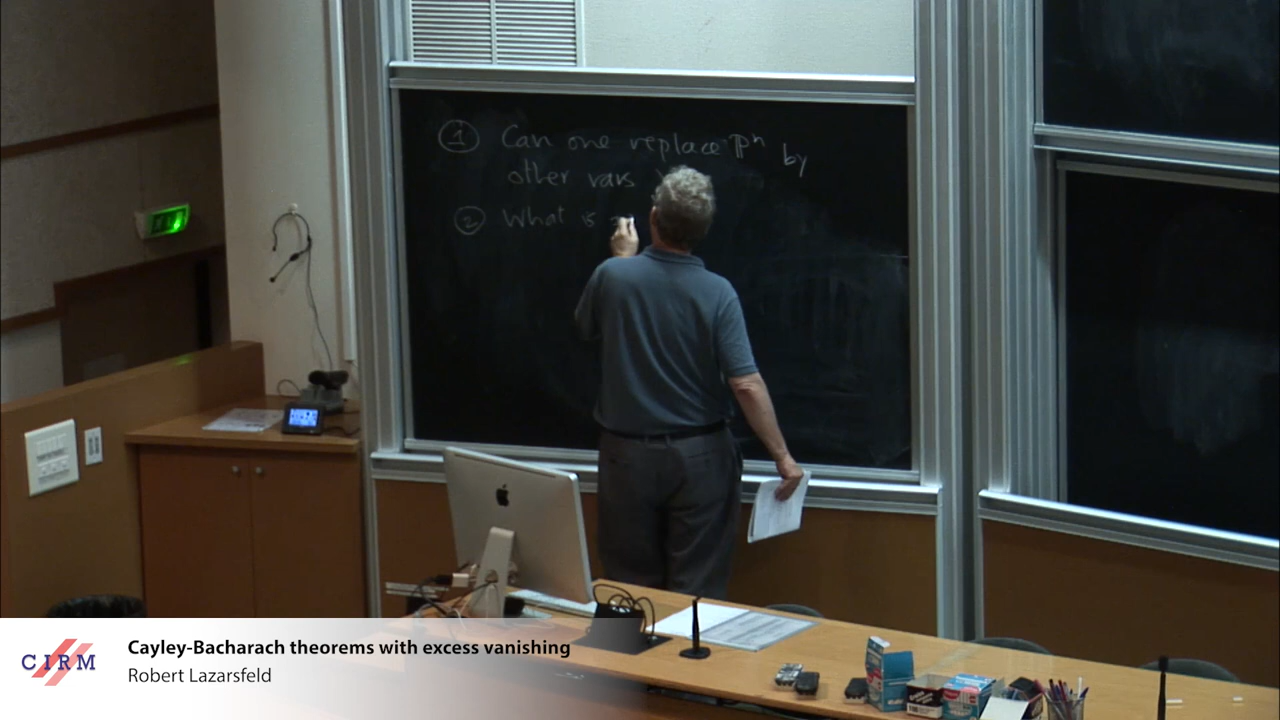 ① Can one replace ℙⁿ by
other vars
② What is
CIRM
Cayley-Bacharach theorems with excess vanishing
Robert Lazarsfeld